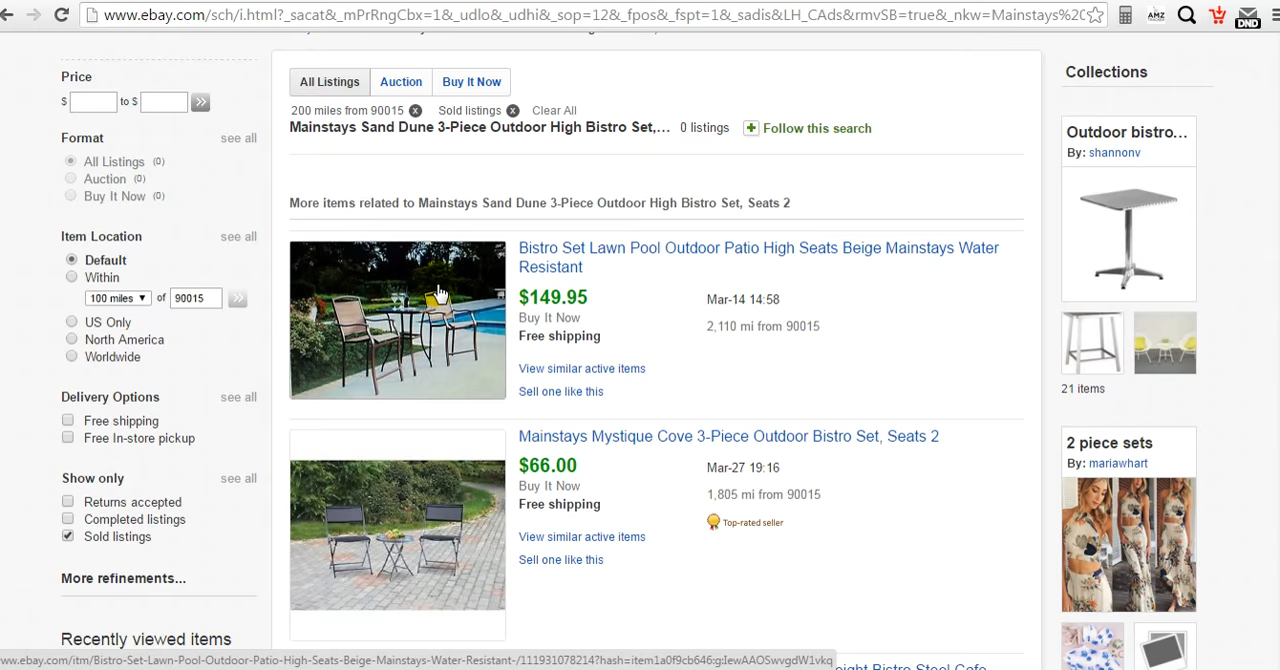 www.ebay.com/sch/i.html?_sacat&_mPrRngCbx=1&_udlo&_udhi&_sop=12&_fpos&_fspt=1&_sadis&LH_CAds&rmvSB=true&_nkw=Mainstays%2C
AMZ
DND
Price
$ to $
Format see all
All Listings (0)
Auction (0)
Buy It Now (0)
Item Location see all
Default
Within
100 miles ▼ of 90015
US Only
North America
Worldwide
Delivery Options see all
Free shipping
Free In-store pickup
Show only see all
Returns accepted
Completed listings
Sold listings
More refinements...
Recently viewed items
All Listings Auction Buy It Now
200 miles from 90015 Sold listings Clear All
Mainstays Sand Dune 3-Piece Outdoor High Bistro Set,... 0 listings Follow this search
More items related to Mainstays Sand Dune 3-Piece Outdoor High Bistro Set, Seats 2
Bistro Set Lawn Pool Outdoor Patio High Seats Beige Mainstays Water
Resistant
$149.95 Mar-14 14:58
Buy It Now
2,110 mi from 90015
Free shipping
View similar active items
Sell one like this
Mainstays Mystique Cove 3-Piece Outdoor Bistro Set, Seats 2
$66.00 Mar-27 19:16
Buy It Now
1,805 mi from 90015
Free shipping
Top-rated seller
View similar active items
Sell one like this
Collections
Outdoor bistro...
By: shannonv
21 items
2 piece sets
By: mariawhart